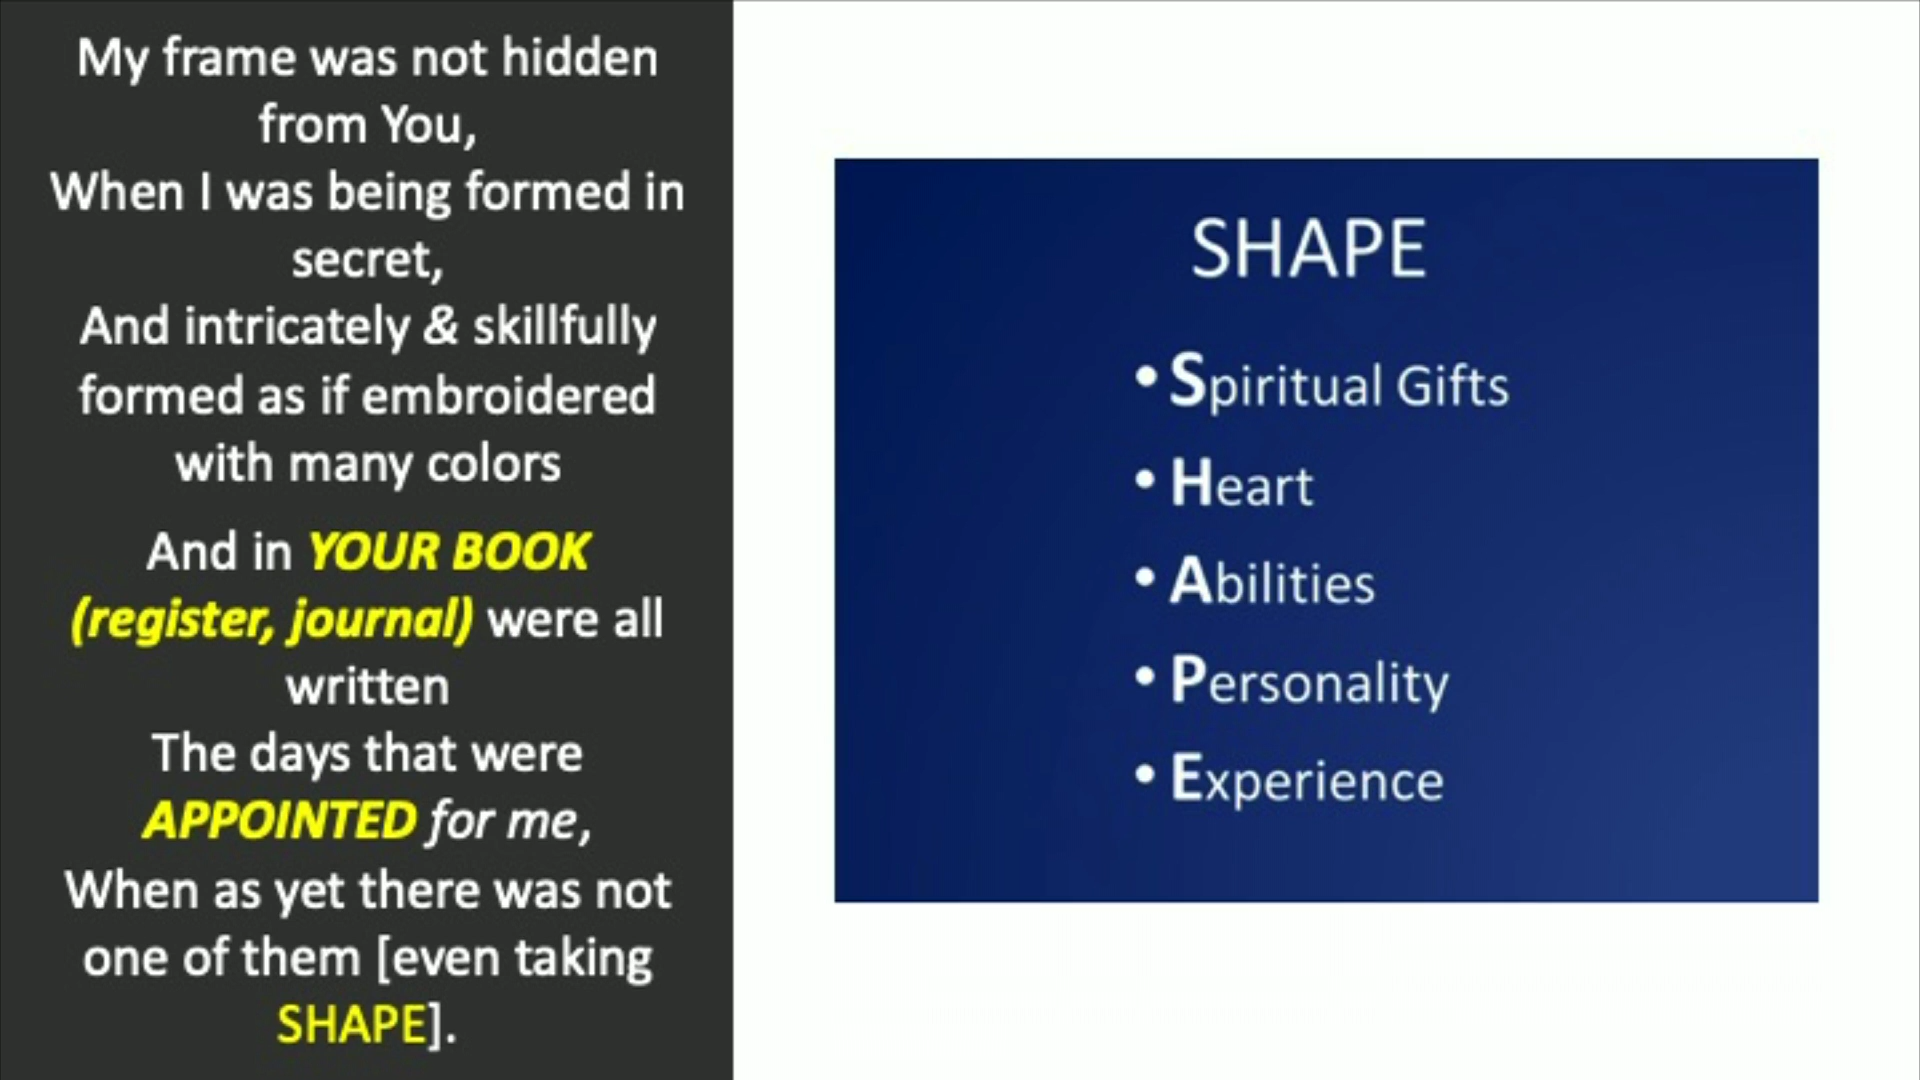 My frame was not hidden
from You,
When I was being formed in
secret,
And intricately & skillfully
formed as if embroidered
with many colors
And in YOUR BOOK
(register, journal) were all
written
The days that were
APPOINTED for me,
When as yet there was not
one of them [even taking
SHAPE].
SHAPE
• Spiritual Gifts
• Heart
• Abilities
• Personality
• Experience